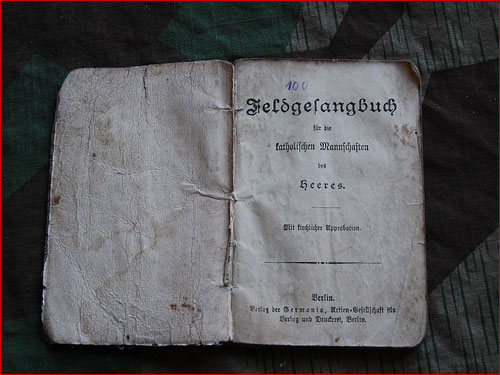 100
Feldgesangbuch
für die
katholischen Mannschaften
des
Heeres.
Mit kirchlicher Approbation.
Berlin.
Verlag der Germania, Actien-Gesellschaft für
Verlag und Druckerei, Berlin.